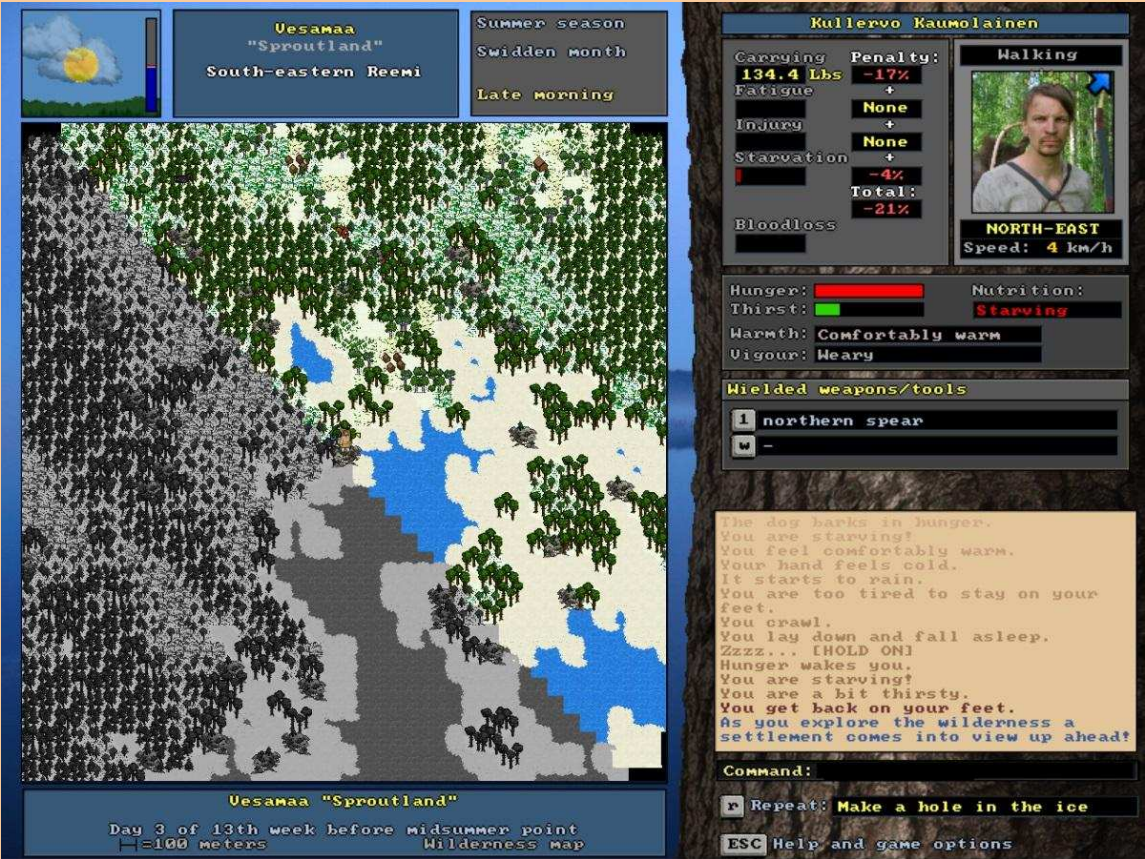 Vesamaa
"Sproutland"
South-eastern Reemi
Summer season
Swidden month
Late morning
Kullervo Kaumolainen
Carrying Penalty:
134.4 Lbs -17%
Fatigue +
None
Injury +
None
Starvation +
-4%
Total:
-21%
Bloodloss
Walking
NORTH-EAST
Speed: 4 km/h
Hunger: Nutrition:
Thirst: Starving
Warmth: Comfortably warm
Vigour: Weary
Wielded weapons/tools
1 northern spear
w -
The dog barks in hunger.
You are starving!
You feel comfortably warm.
Your hand feels cold.
It starts to rain.
You are too tired to stay on your
feet.
You crawl.
You lay down and fall asleep.
Zzzz... [HOLD ON]
Hunger wakes you.
You are starving!
You are a bit thirsty.
You get back on your feet.
As you explore the wilderness a
settlement comes into view up ahead!
Command:
r Repeat: Make a hole in the ice
ESC Help and game options
Vesamaa "Sproutland"
Day 3 of 13th week before midsummer point
=100 meters Wilderness map